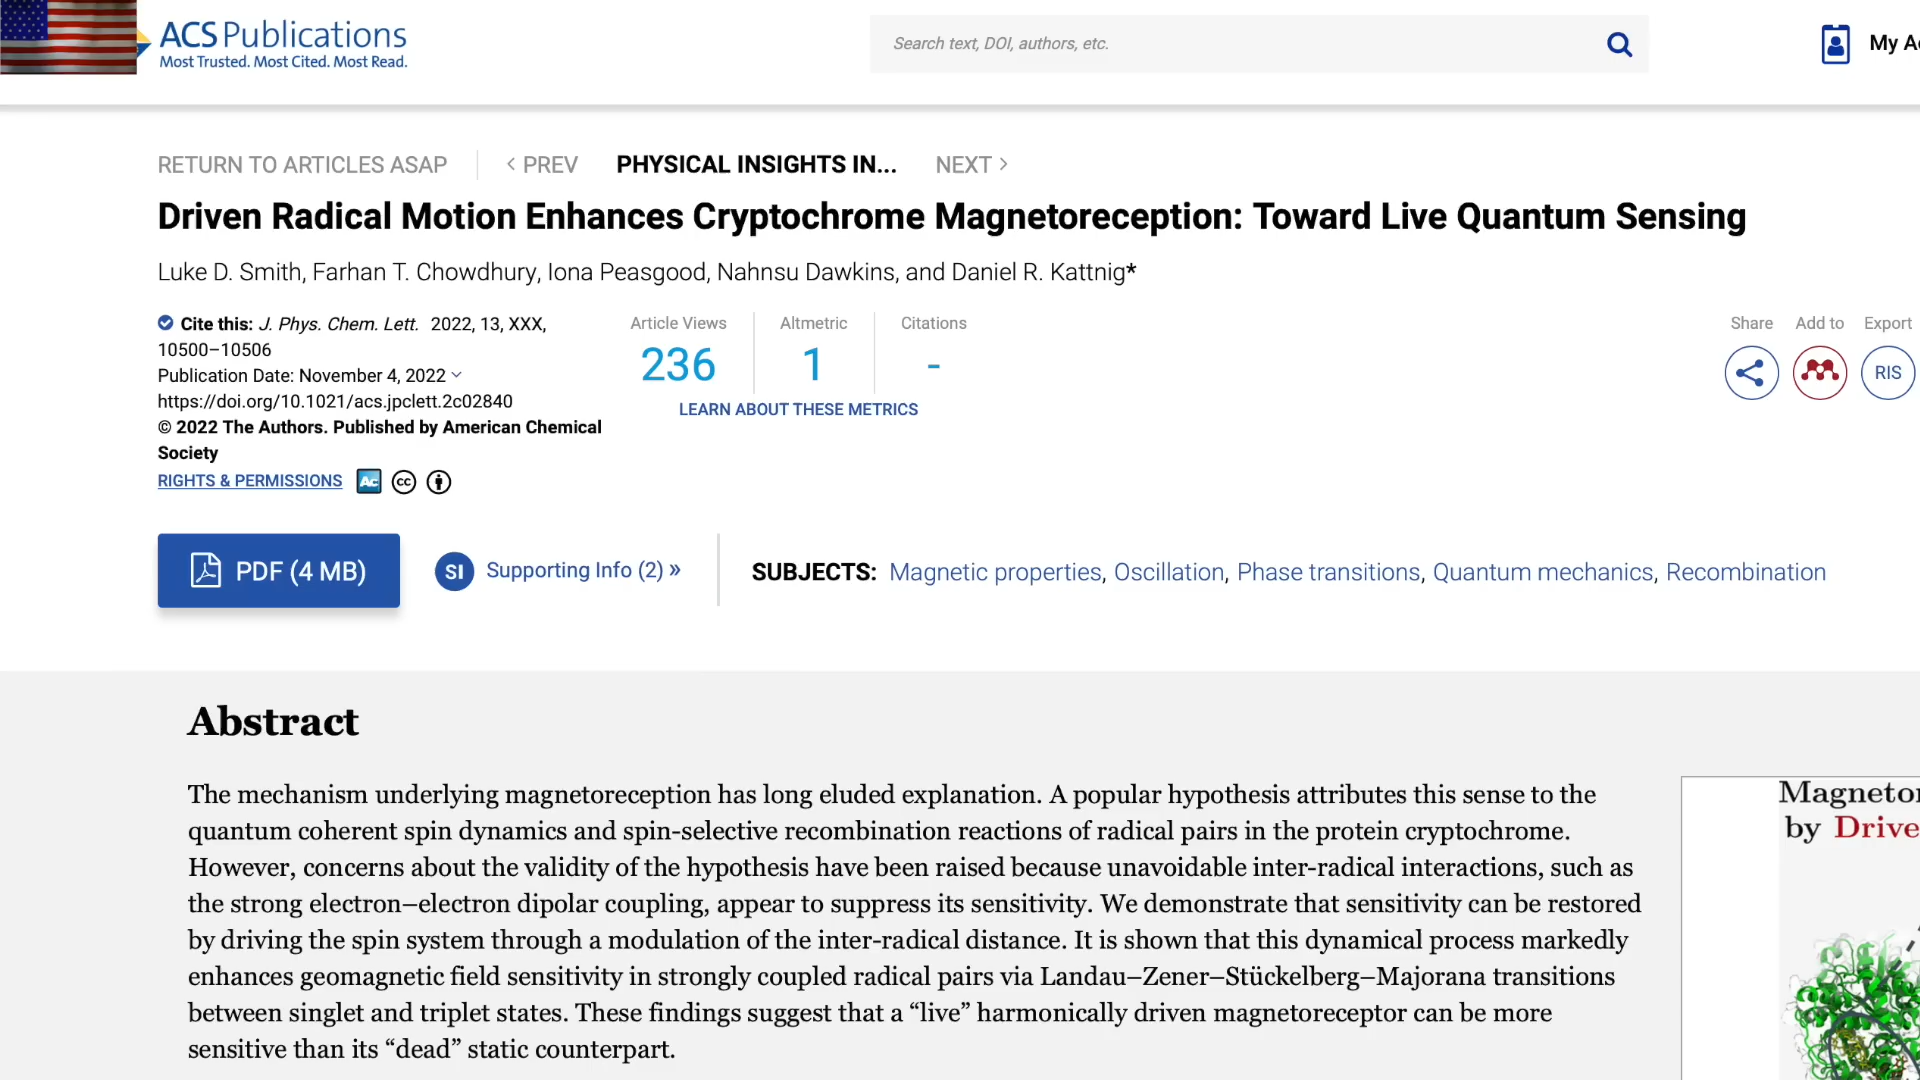 ACS Publications
Most Trusted. Most Cited. Most Read.
Search text, DOI, authors, etc.
My
RETURN TO ARTICLES ASAP
< PREV
PHYSICAL INSIGHTS IN...
NEXT >
Driven Radical Motion Enhances Cryptochrome Magnetoreception: Toward Live Quantum Sensing
Luke D. Smith, Farhan T. Chowdhury, Iona Peasgood, Nahnsu Dawkins, and Daniel R. Kattnig*
Cite this: J. Phys. Chem. Lett. 2022, 13, XXX,
10500–10506
Publication Date: November 4, 2022
https://doi.org/10.1021/acs.jpclett.2c02840
© 2022 The Authors. Published by American Chemical
Society
RIGHTS & PERMISSIONS Ac cc
Article Views
236
Altmetric
1
Citations
-
LEARN ABOUT THESE METRICS
Share
Add to
Export
RIS
PDF (4 MB)
SI Supporting Info (2) »
SUBJECTS: Magnetic properties, Oscillation, Phase transitions, Quantum mechanics, Recombination
Abstract
The mechanism underlying magnetoreception has long eluded explanation. A popular hypothesis attributes this sense to the
quantum coherent spin dynamics and spin-selective recombination reactions of radical pairs in the protein cryptochrome.
However, concerns about the validity of the hypothesis have been raised because unavoidable inter-radical interactions, such as
the strong electron–electron dipolar coupling, appear to suppress its sensitivity. We demonstrate that sensitivity can be restored
by driving the spin system through a modulation of the inter-radical distance. It is shown that this dynamical process markedly
enhances geomagnetic field sensitivity in strongly coupled radical pairs via Landau–Zener–Stückelberg–Majorana transitions
between singlet and triplet states. These findings suggest that a “live” harmonically driven magnetoreceptor can be more
sensitive than its “dead” static counterpart.
by